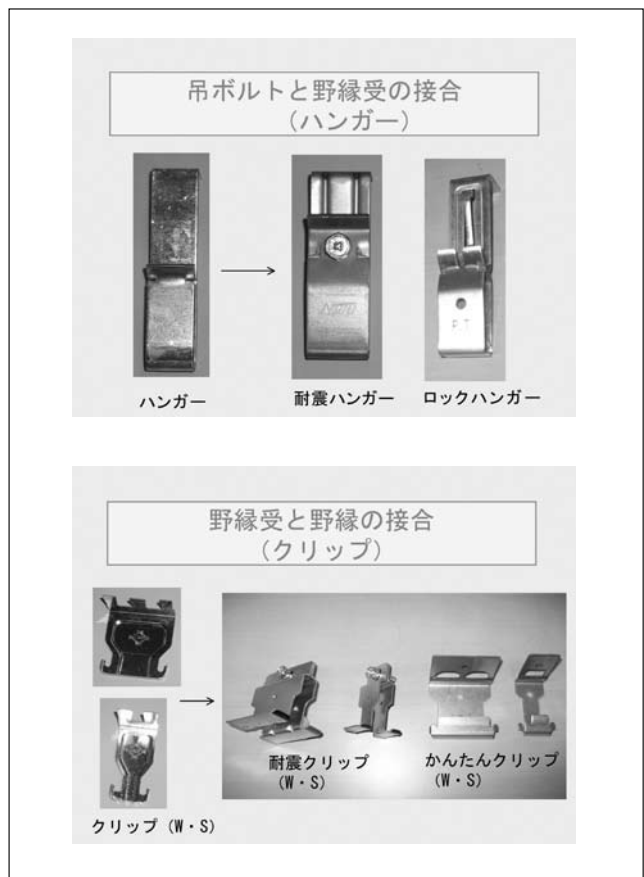 吊ボルトと野縁受の接合
(ハンガー)
ハンガー
耐震ハンガー
ロックハンガー
野縁受と野縁の接合
(クリップ)
耐震クリップ
(W・S)
かんたんクリップ
(W・S)
クリップ (W・S)